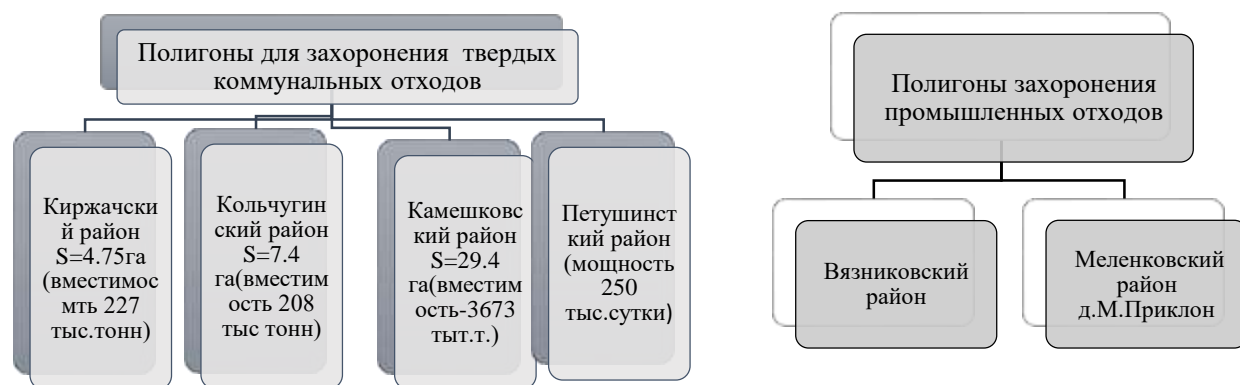 Полигоны для захоронения твердых
коммунальных отходов
Киржачски
й район
S=4.75га
(вместимос
мть 227
тыс.тонн)
Кольчугин
ский район
S=7.4
га(вместим
ость 208
тыс тонн)
Камешковс
кий район
S=29.4
га(вместим
ость-3673
тыт.т.)
Петушинст
кий район
(мощность
250
тыс.сутки)
Полигоны захоронения
промышленных отходов
Вязниковский
район
Меленковский
район
д.М.Приклон